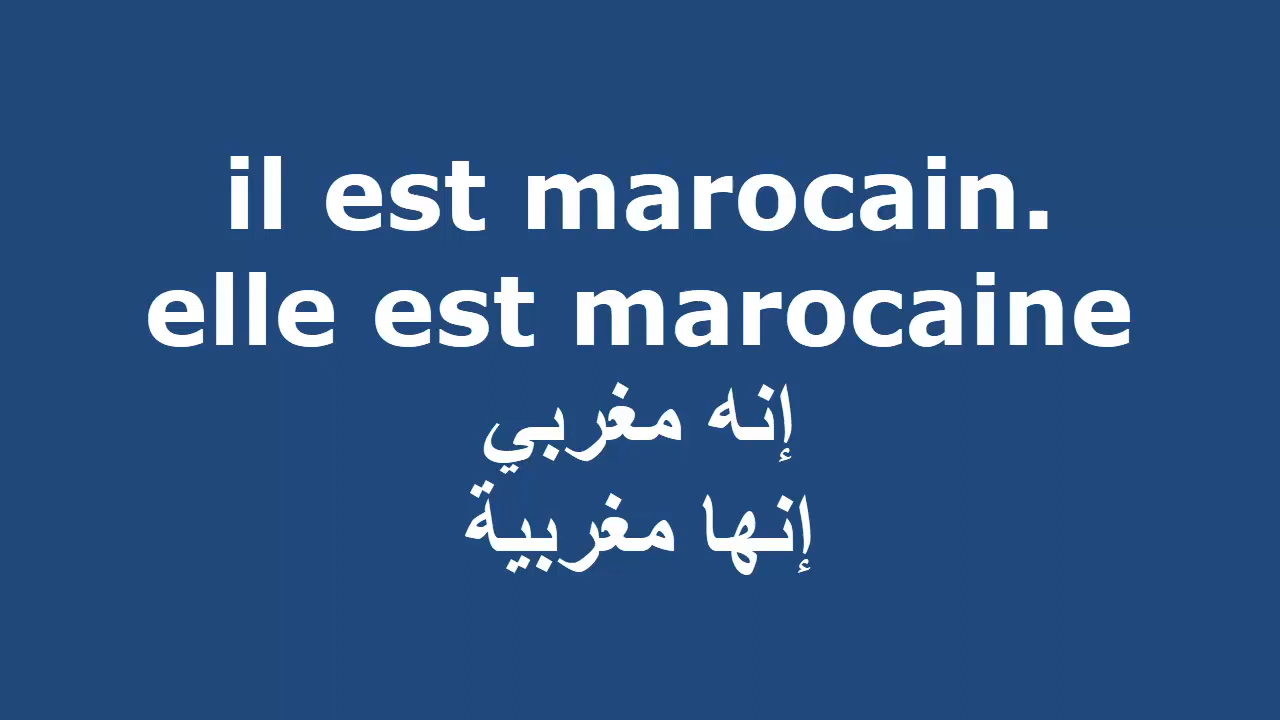 il est marocain.
elle est marocaine
إنه مغربي
إنها مغربية